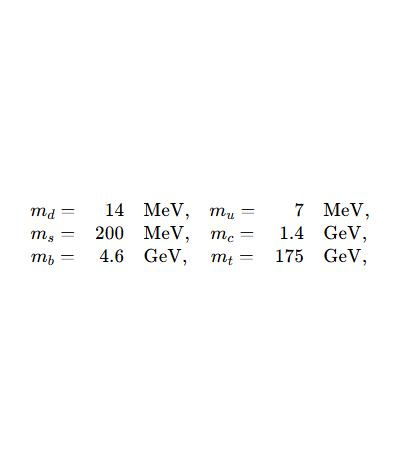 m_d = 14 MeV, m_u = 7 MeV,
m_s = 200 MeV, m_c = 1.4 GeV,
m_b = 4.6 GeV, m_t = 175 GeV,